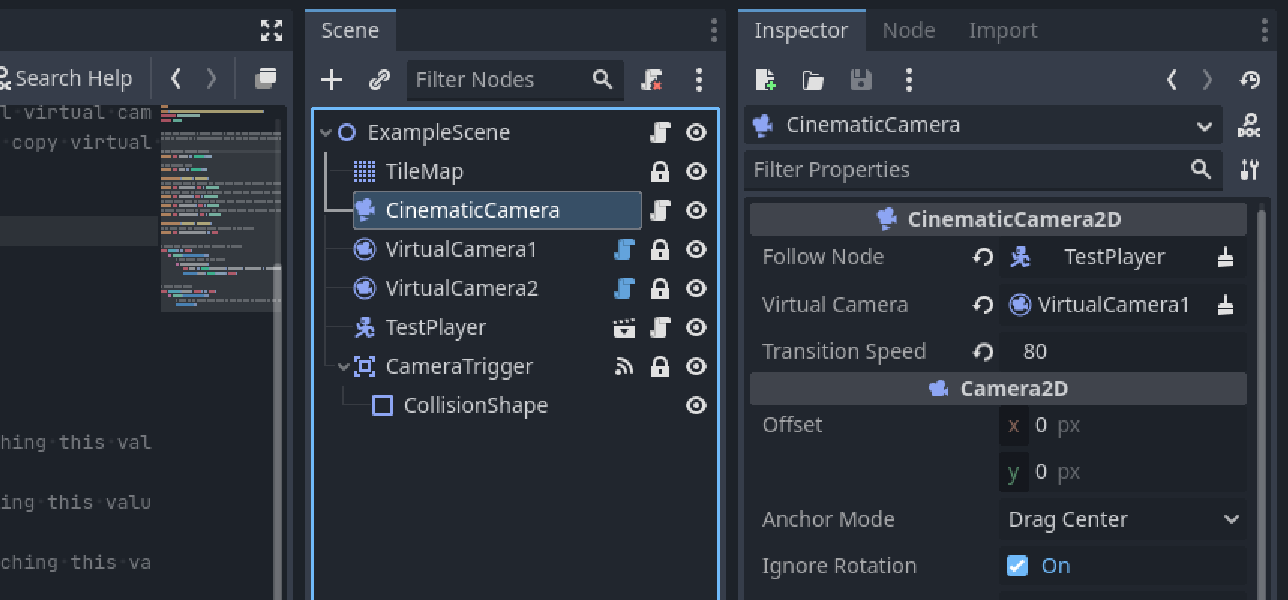 Search Help
l virtual cam
copy virtual
hing this val
ing this valu
ching this va
Scene
Filter Nodes
ExampleScene
TileMap
CinematicCamera
VirtualCamera1
VirtualCamera2
TestPlayer
CameraTrigger
CollisionShape
Inspector Node Import
CinematicCamera
DOC
Filter Properties
CinematicCamera2D
Follow Node TestPlayer
Virtual Camera VirtualCamera1
Transition Speed 80
Camera2D
Offset x 0 px
y 0 px
Anchor Mode Drag Center
Ignore Rotation On